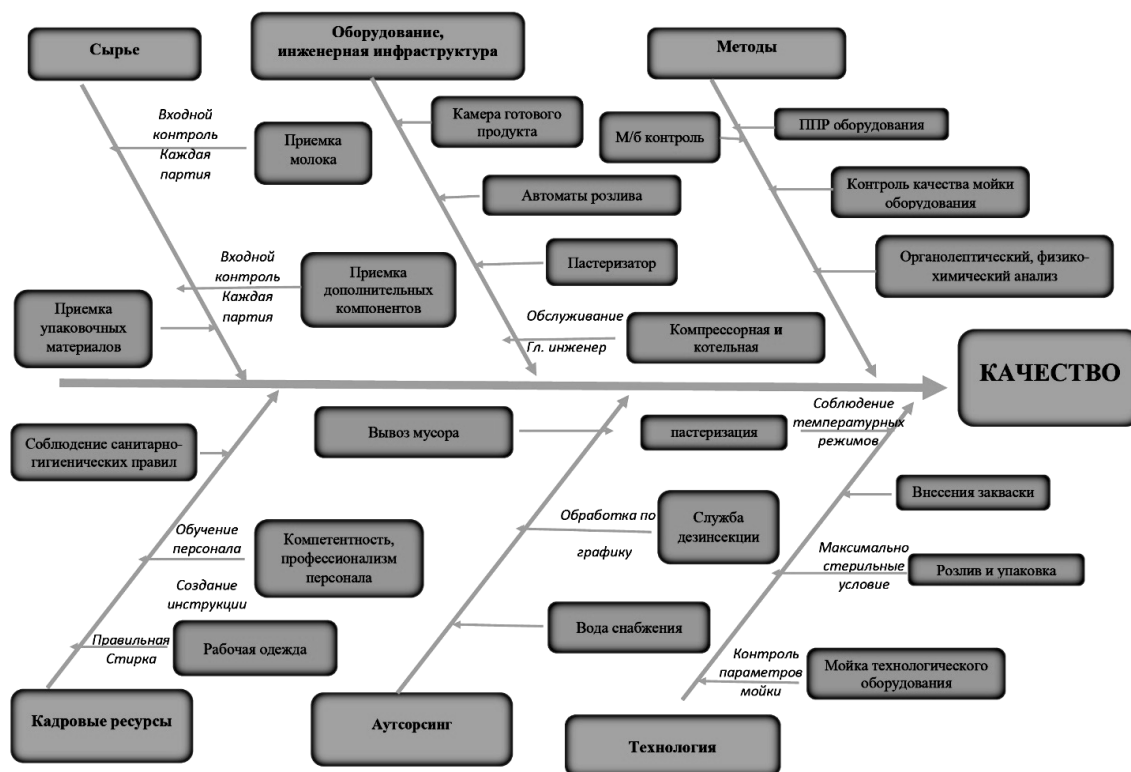 Сырье
Оборудование,
инженерная инфраструктура
Методы
Входной
контроль
Каждая
партия
Приемка
молока
Камера готового
продукта
М/б контроль
ППР оборудования
Автоматы розлива
Контроль качества мойки
оборудования
Входной
контроль
Каждая
партия
Приемка
дополнительных
компонентов
Пастеризатор
Органолептический, физико-
химический анализ
Приемка
упаковочных
материалов
Обслуживание
Гл. инженер
Компрессорная и
котельная
КАЧЕСТВО
Соблюдение санитарно-
гигиенических правил
Вывоз мусора
пастеризация
Соблюдение
температурных
режимов
Внесения закваски
Обучение
персонала
Компетентность,
профессионализм
персонала
Обработка по
графику
Служба
дезинсекции
Максимально
стерильные
условие
Розлив и упаковка
Создание
инструкции
Правильная
Стирка
Рабочая одежда
Вода снабжения
Контроль
параметров
мойки
Мойка технологического
оборудования
Кадровые ресурсы
Аутсорсинг
Технология